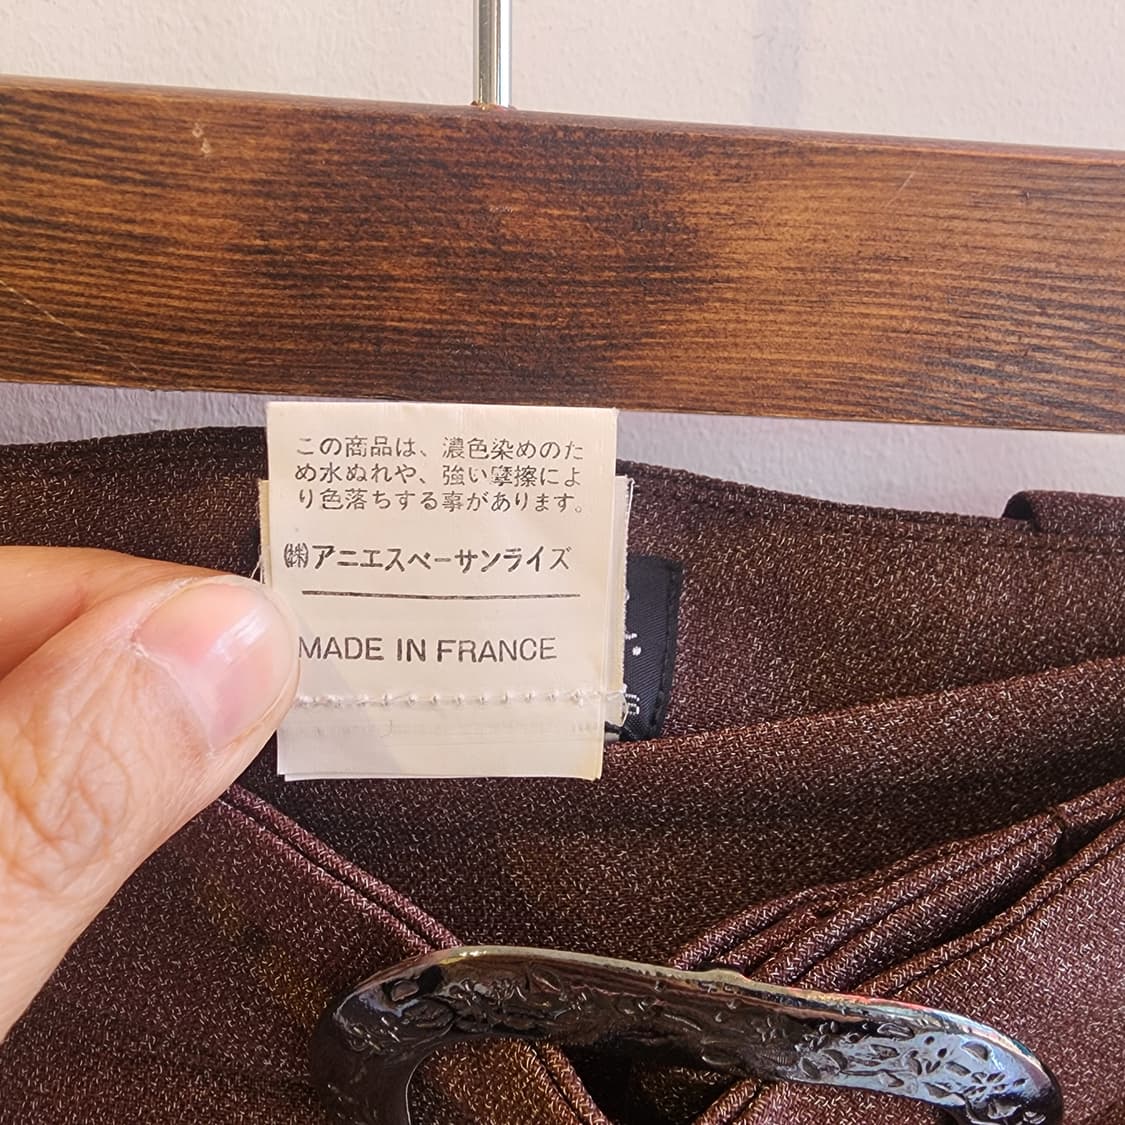 この商品は、濃色染めのた
め水ぬれや、強い摩擦によ
り色落ちする事があります。
㈱アニエスベーサンライズ
MADE IN FRANCE